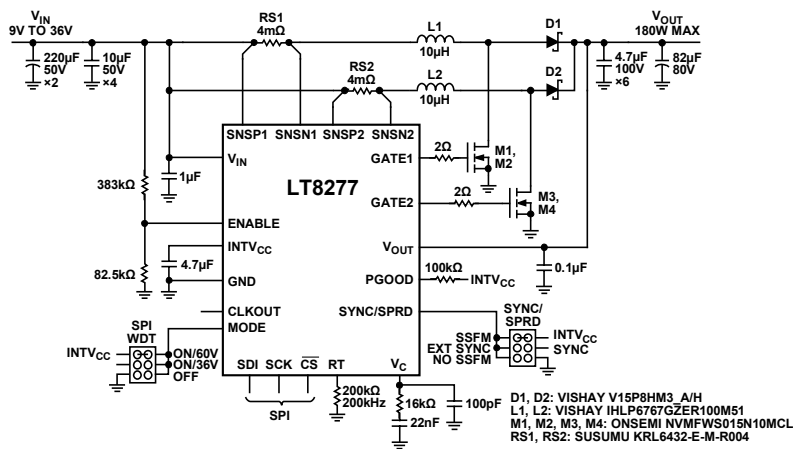 VIN
9V TO 36V
RS1
4mΩ
L1
10µH
D1
VOUT
180W MAX
220µF
50V
×2
10µF
50V
×4
RS2
4mΩ
L2
10µH
D2
4.7µF
100V
×6
82µF
80V
SNSP1 SNSN1 SNSP2 SNSN2
VIN
1µF
LT8277
GATE1
2Ω
M1,
M2
383kΩ
GATE2
2Ω
M3,
M4
ENABLE
INTVCC
4.7µF
VOUT
0.1µF
82.5kΩ
GND
PGOOD
100kΩ
INTVCC
CLKOUT
SYNC/SPRD
MODE
SPI
WDT
INTVCC
ON/60V
ON/36V
OFF
SYNC/
SPRD
SSFM
EXT SYNC
NO SSFM
INTVCC
SYNC
SDI SCK CS RT VC
SPI
200kΩ
200kHz
16kΩ
22nF
100pF
D1, D2: VISHAY V15P8HM3_A/H
L1, L2: VISHAY IHLP6767GZER100M51
M1, M2, M3, M4: ONSEMI NVMFWS015N10MCL
RS1, RS2: SUSUMU KRL6432-E-M-R004